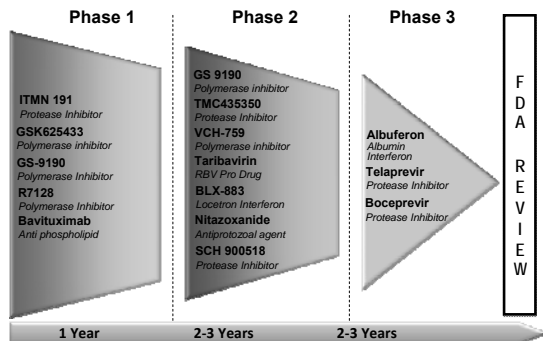 Phase 1
Phase 2
Phase 3
ITMN 191
Protease Inhibitor
GSK625433
Polymerase inhibitor
GS-9190
Polymerase Inhibitor
R7128
Polymerase Inhibitor
Bavituximab
Anti phospholipid
GS 9190
Polymerase inhibitor
TMC435350
Protease Inhibitor
VCH-759
Polymerase inhibitor
Taribavirin
RBV Pro Drug
BLX-883
Locetron Interferon
Nitazoxanide
Antiprotozoal agent
SCH 900518
Protease Inhibitor
Albuferon
Albumin
Interferon
Telaprevir
Protease Inhibitor
Boceprevir
Protease Inhibitor
FDA REVIEW
1 Year
2-3 Years
2-3 Years